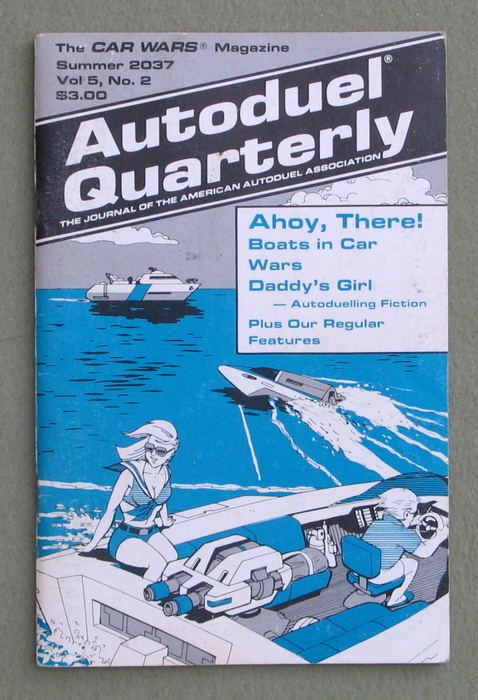 The CAR WARS® Magazine
Summer 2037
Vol 5, No. 2
$3.00
Autoduel®
Quarterly
THE JOURNAL OF THE AMERICAN AUTODUEL ASSOCIATION
Ahoy, There!
Boats in Car
Wars
Daddy's Girl
— Autoduelling Fiction
Plus Our Regular
Features